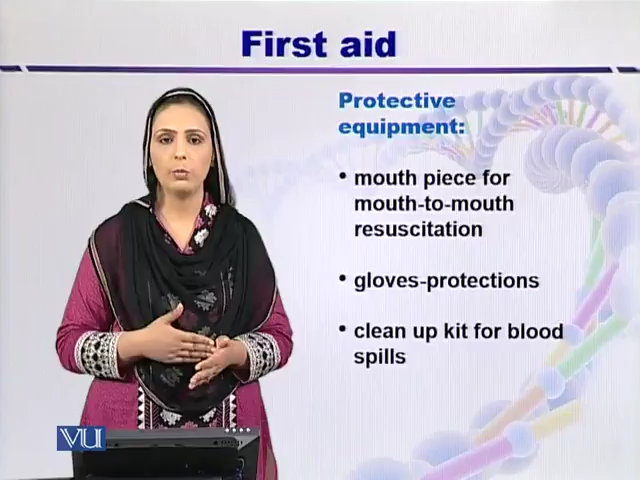 First aid
Protective
equipment:
• mouth piece for
mouth-to-mouth
resuscitation
• gloves-protections
• clean up kit for blood
spills
VU